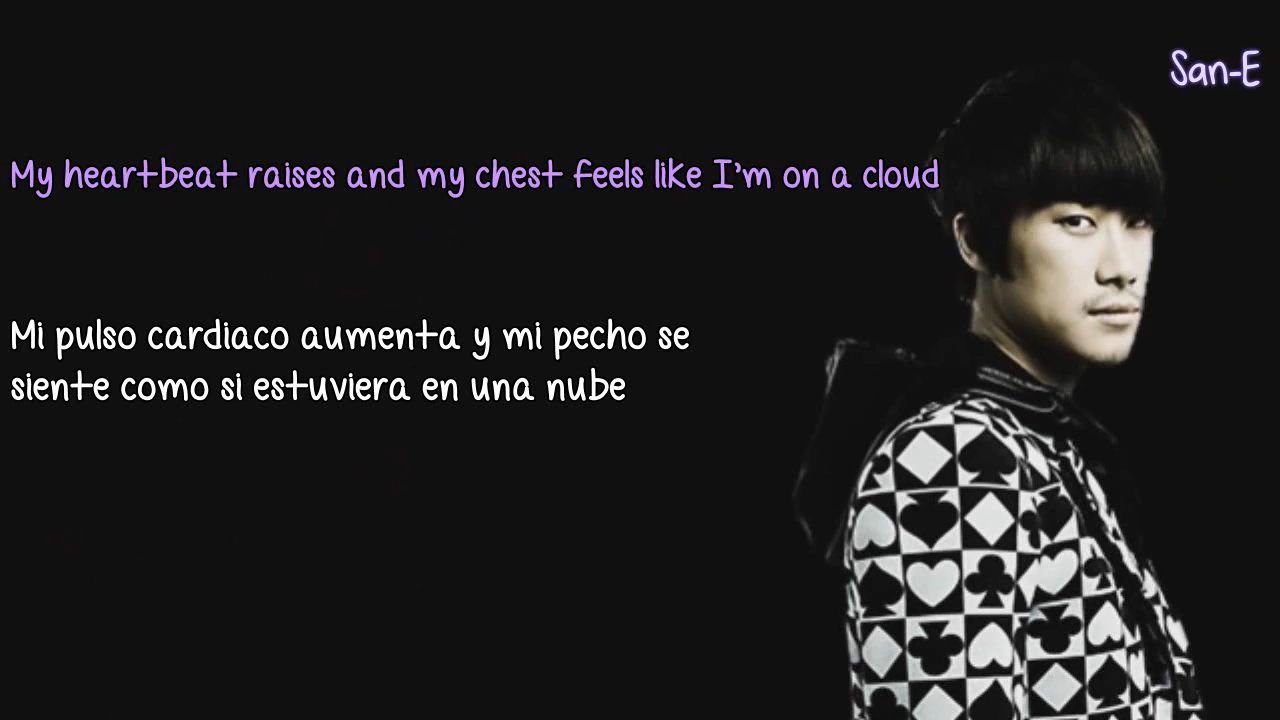 San-E
My heartbeat raises and my chest feels like I'm on a cloud
Mi pulso cardiaco aumenta y mi pecho se
siente como si estuviera en una nube